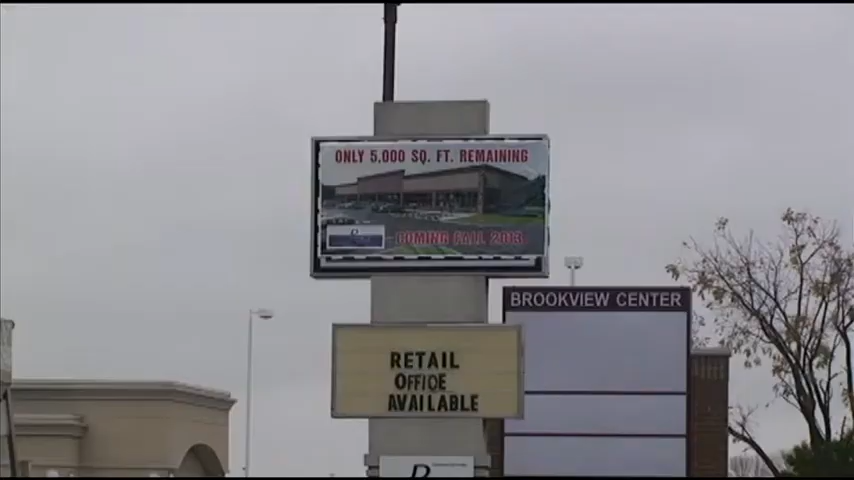 ONLY 5,000 SQ. FT. REMAINING
COMING FALL 2013
BROOKVIEW CENTER
RETAIL
OFFICE
AVAILABLE